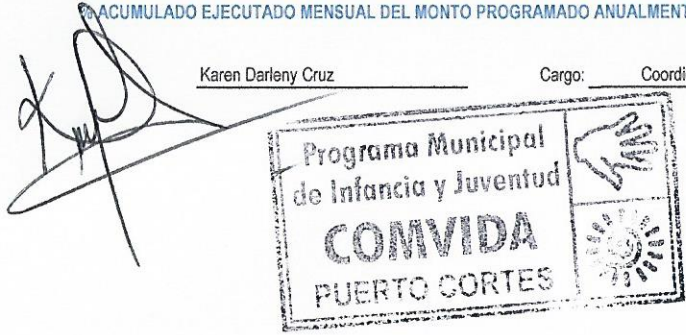 % ACUMULADO EJECUTADO MENSUAL DEL MONTO PROGRAMADO ANUALMENT
Karen Darleny Cruz Cargo: Coordi
Programa Municipal
de Infancia y Juventud
COMVIDA
PUERTO CORTES